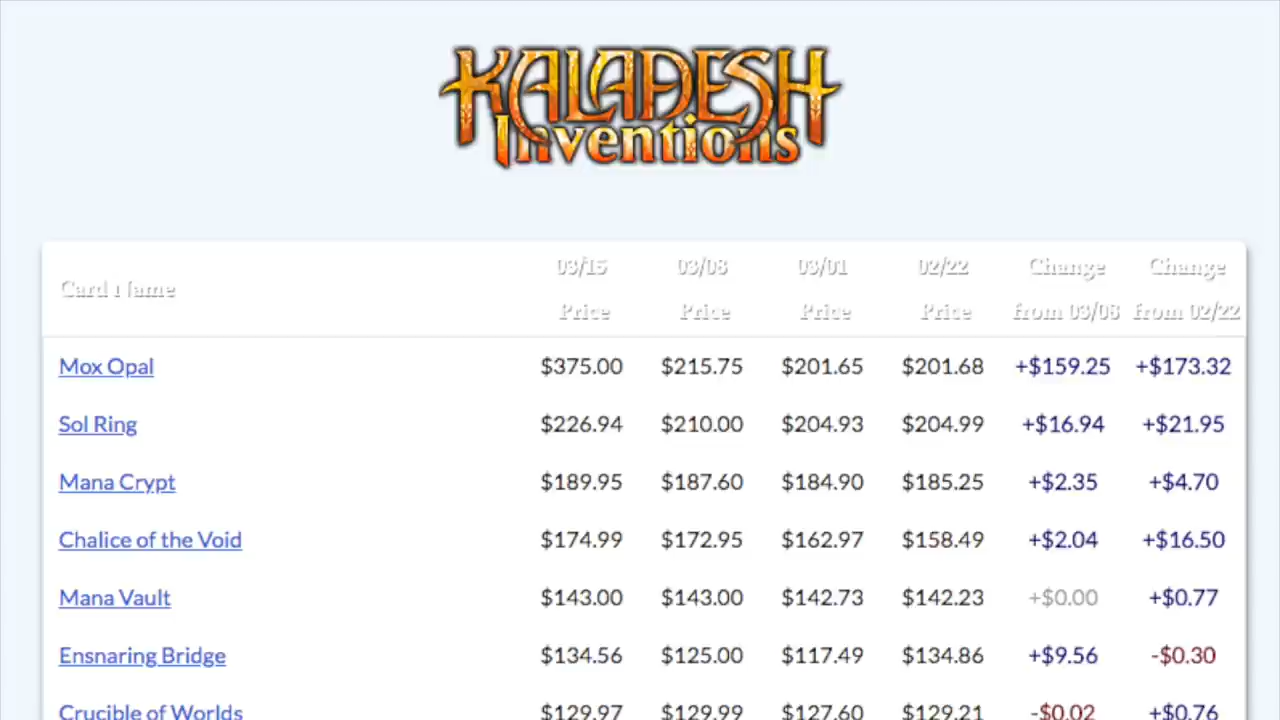 KALADESH
Inventions
Card Name 03/15 Price 03/08 Price 03/01 Price 02/22 Price Change from 03/08 Change from 02/22
Mox Opal $375.00 $215.75 $201.65 $201.68 +$159.25 +$173.32
Sol Ring $226.94 $210.00 $204.93 $204.99 +$16.94 +$21.95
Mana Crypt $189.95 $187.60 $184.90 $185.25 +$2.35 +$4.70
Chalice of the Void $174.99 $172.95 $162.97 $158.49 +$2.04 +$16.50
Mana Vault $143.00 $143.00 $142.73 $142.23 +$0.00 +$0.77
Ensnaring Bridge $134.56 $125.00 $117.49 $134.86 +$9.56 -$0.30
Crucible of Worlds $129.97 $129.99 $127.60 $129.21 -$0.02 +$0.76